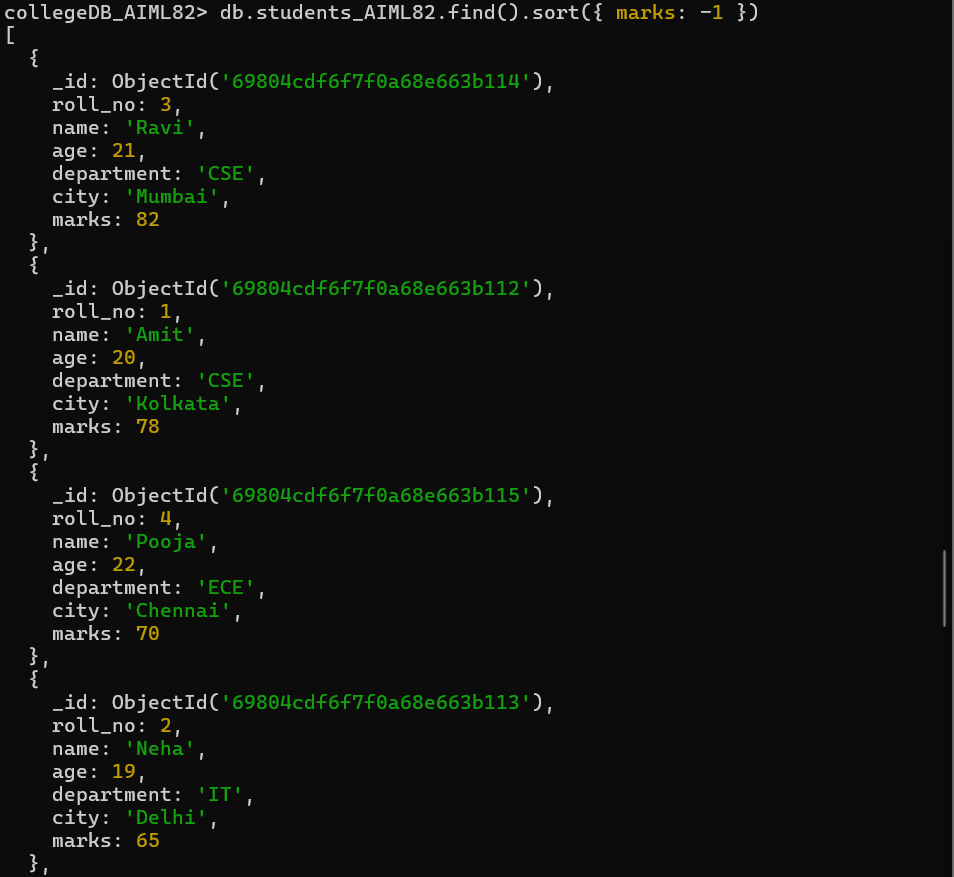 collegeDB_AIML82> db.students_AIML82.find().sort({ marks: -1 })
[
  {
    _id: ObjectId('69804cdf6f7f0a68e663b114'),
    roll_no: 3,
    name: 'Ravi',
    age: 21,
    department: 'CSE',
    city: 'Mumbai',
    marks: 82
  },
  {
    _id: ObjectId('69804cdf6f7f0a68e663b112'),
    roll_no: 1,
    name: 'Amit',
    age: 20,
    department: 'CSE',
    city: 'Kolkata',
    marks: 78
  },
  {
    _id: ObjectId('69804cdf6f7f0a68e663b115'),
    roll_no: 4,
    name: 'Pooja',
    age: 22,
    department: 'ECE',
    city: 'Chennai',
    marks: 70
  },
  {
    _id: ObjectId('69804cdf6f7f0a68e663b113'),
    roll_no: 2,
    name: 'Neha',
    age: 19,
    department: 'IT',
    city: 'Delhi',
    marks: 65
  },